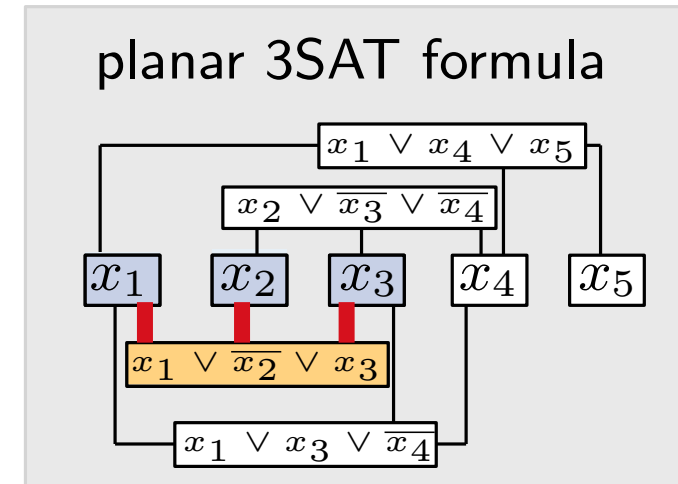 planar 3SAT formula
x₁ ∨ x₄ ∨ x₅
x₂ ∨ x̅₃ ∨ x̅₄
x₁ x₂ x₃ x₄ x₅
x₁ ∨ x̅₂ ∨ x₃
x₁ ∨ x₃ ∨ x̅₄